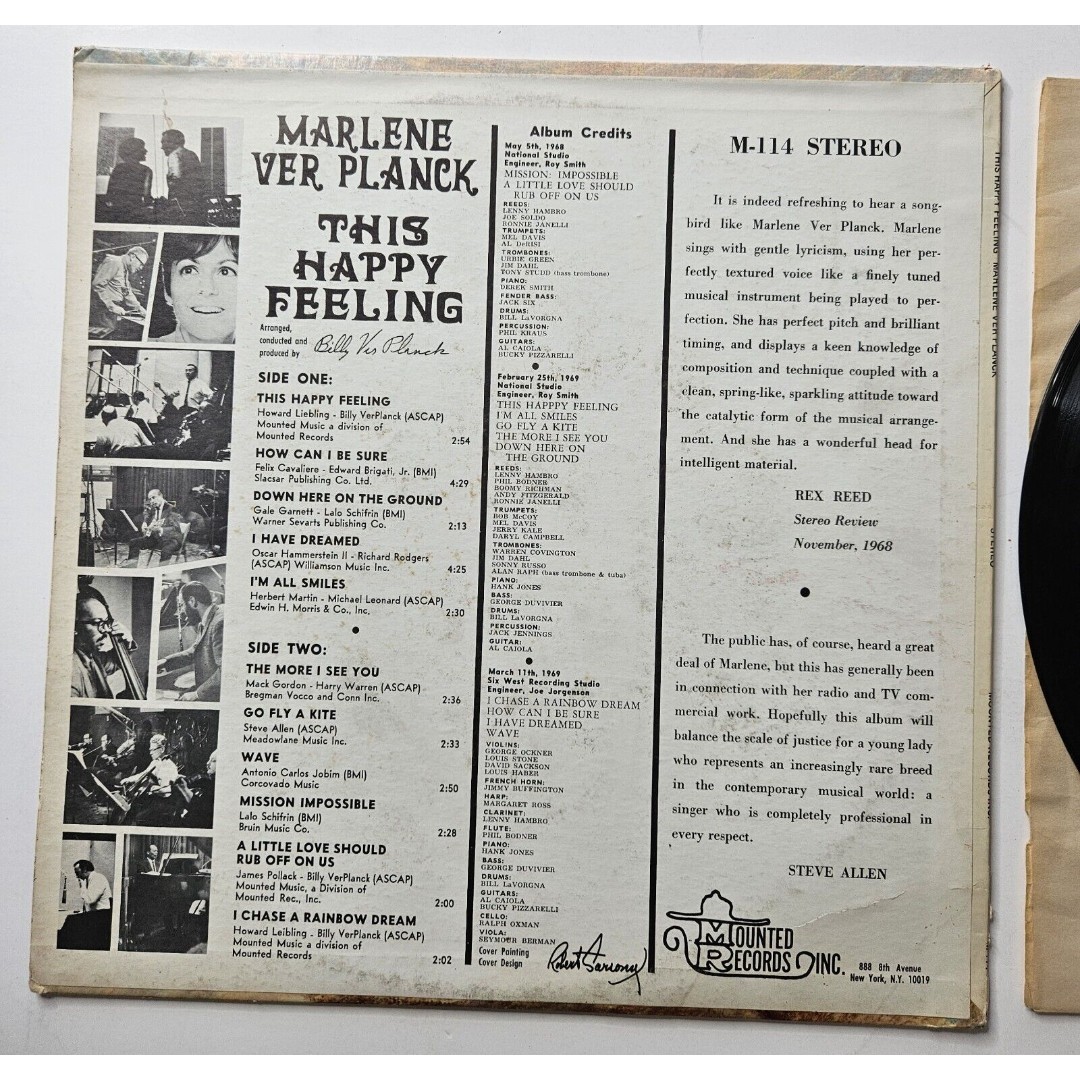 MARLENE
VER PLANCK
THIS
HAPPY
FEELING
Arranged,
conducted and
produced by Billy Ver Planck
SIDE ONE:
THIS HAPPY FEELING
Howard Liebling - Billy VerPlanck (ASCAP)
Mounted Music a division of
Mounted Records 2:54
HOW CAN I BE SURE
Felix Cavaliere - Edward Brigati, Jr. (BMI)
Slacsar Publishing Co. Ltd. 4:29
DOWN HERE ON THE GROUND
Gale Garnett - Lalo Schifrin (BMI)
Warner Sevarts Publishing Co. 2:13
I HAVE DREAMED
Oscar Hammerstein II - Richard Rodgers
(ASCAP) Williamson Music Inc. 4:25
I'M ALL SMILES
Herbert Martin - Michael Leonard (ASCAP)
Edwin H. Morris & Co., Inc. 2:30
SIDE TWO:
THE MORE I SEE YOU
Mack Gordon - Harry Warren (ASCAP)
Bregman Vocco and Conn Inc. 2:36
GO FLY A KITE
Steve Allen (ASCAP)
Meadowlane Music Inc. 2:33
WAVE
Antonio Carlos Jobim (BMI)
Corcovado Music 2:50
MISSION IMPOSSIBLE
Lalo Schifrin (BMI)
Bruin Music Co. 2:28
A LITTLE LOVE SHOULD
RUB OFF ON US
James Pollack - Billy VerPlanck (ASCAP)
Mounted Music, a Division of
Mounted Rec., Inc. 2:00
I CHASE A RAINBOW DREAM
Howard Leibling - Billy VerPlanck (ASCAP)
Mounted Music a division of
Mounted Records 2:02
Album Credits
May 5th, 1968
National Studio
Engineer, Roy Smith
MISSION: IMPOSSIBLE
A LITTLE LOVE SHOULD
RUB OFF ON US
REEDS:
LENNY HAMBRO
JOE SOLDO
RONNIE JANELLI
TRUMPETS:
MEL DAVIS
AL DeRISI
TROMBONES:
URBIE GREEN
JIM DAHL
TONY STUDD (bass trombone)
PIANO:
DEREK SMITH
FENDER BASS:
JACK SIX
DRUMS:
BILL LaVORGNA
PERCUSSION:
PHIL KRAUS
GUITARS:
AL CAIOLA
BUCKY PIZZARELLI
February 25th, 1969
National Studio
Engineer, Roy Smith
THIS HAPPPY FEELING
I'M ALL SMILES
GO FLY A KITE
THE MORE I SEE YOU
DOWN HERE ON
THE GROUND
REEDS:
LENNY HAMBRO
PHIL BODNER
BOOMY RICHMAN
ANDY FITZGERALD
RONNIE JANELLI
TRUMPETS:
BOB McCOY
MEL DAVIS
JERRY KALE
DARYL CAMPBELL
TROMBONES:
WARREN COVINGTON
JIM DAHL
SONNY RUSSO
ALAN RAPH (bass trombone & tuba)
PIANO:
HANK JONES
BASS:
GEORGE DUVIVIER
DRUMS:
BILL LaVORGNA
PERCUSSION:
JACK JENNINGS
GUITAR:
AL CAIOLA
March 11th, 1969
Six West Recording Studio
Engineer, Joe Jorgenson
I CHASE A RAINBOW DREAM
HOW CAN I BE SURE
I HAVE DREAMED
WAVE
VIOLINS:
GEORGE OCKNER
LOUIS STONE
DAVID SACKSON
LOUIS HABER
FRENCH HORN:
JIMMY BUFFINGTON
HARP:
MARGARET ROSS
CLARINET:
LENNY HAMBRO
FLUTE:
PHIL BODNER
PIANO:
HANK JONES
BASS:
GEORGE DUVIVIER
DRUMS:
BILL LaVORGNA
GUITARS:
AL CAIOLA
BUCKY PIZZARELLI
CELLO:
RALPH OXMAN
VIOLA:
SEYMOUR BERMAN
Cover Painting
Cover Design Robert
M-114 STEREO
It is indeed refreshing to hear a song-
bird like Marlene Ver Planck. Marlene
sings with gentle lyricism, using her per-
fectly textured voice like a finely tuned
musical instrument being played to per-
fection. She has perfect pitch and brilliant
timing, and displays a keen knowledge of
composition and technique coupled with a
clean, spring-like, sparkling attitude toward
the catalytic form of the musical arrange-
ment. And she has a wonderful head for
intelligent material.
REX REED
Stereo Review
November, 1968
The public has, of course, heard a great
deal of Marlene, but this has generally been
in connection with her radio and TV com-
mercial work. Hopefully this album will
balance the scale of justice for a young lady
who represents an increasingly rare breed
in the contemporary musical world: a
singer who is completely professional in
every respect.
STEVE ALLEN
MOUNTED
RECORDS INC.
888 8th Avenue
New York, N.Y. 10019
THIS HAPPY FEELING MARLENE VER PLANCK
STEREO